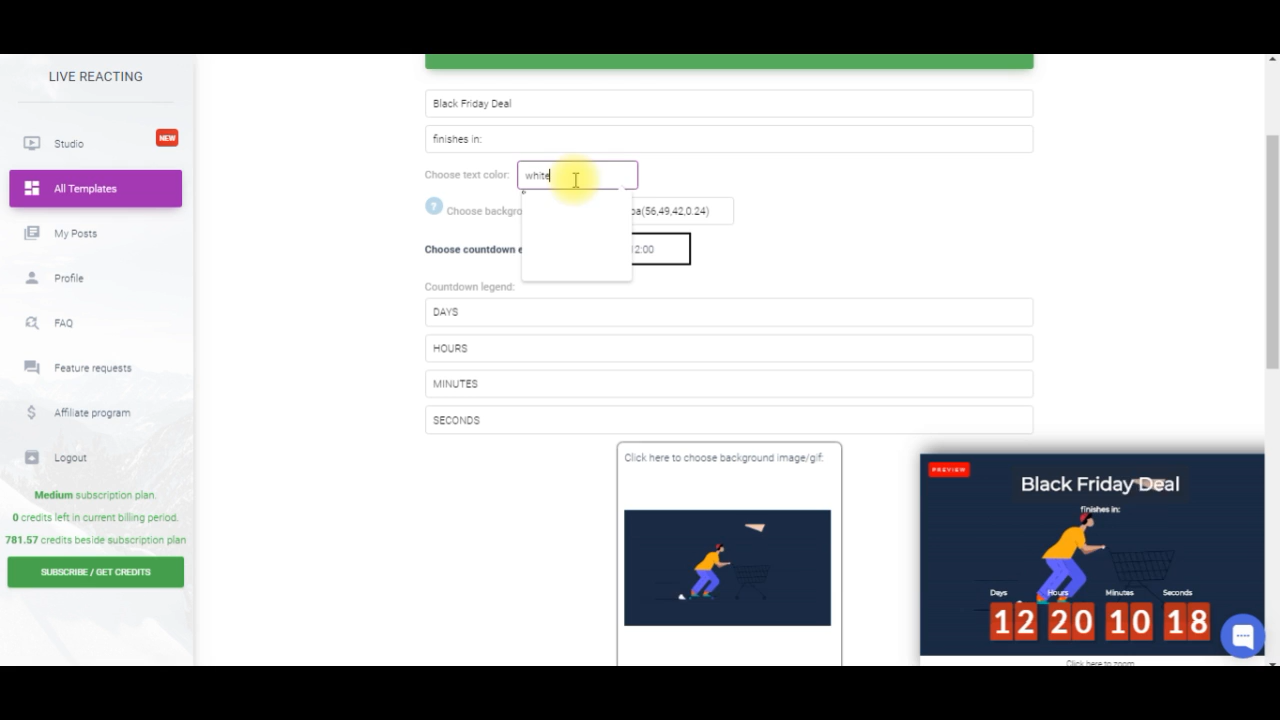 LIVE REACTING
Studio
NEW
All Templates
My Posts
Profile
FAQ
Feature requests
Affiliate program
Logout
Medium subscription plan.
0 credits left in current billing period.
781.57 credits beside subscription plan
SUBSCRIBE / GET CREDITS
Black Friday Deal
finishes in:
Choose text color: white
? Choose backgro
(56,49,42,0.24)
Choose countdown
2:00
Countdown legend:
DAYS
HOURS
MINUTES
SECONDS
Click here to choose background image/gif:
PREVIEW
Black Friday Deal
finishes in:
Days Hours Minutes Seconds
12 20 10 18
Click here to zoom